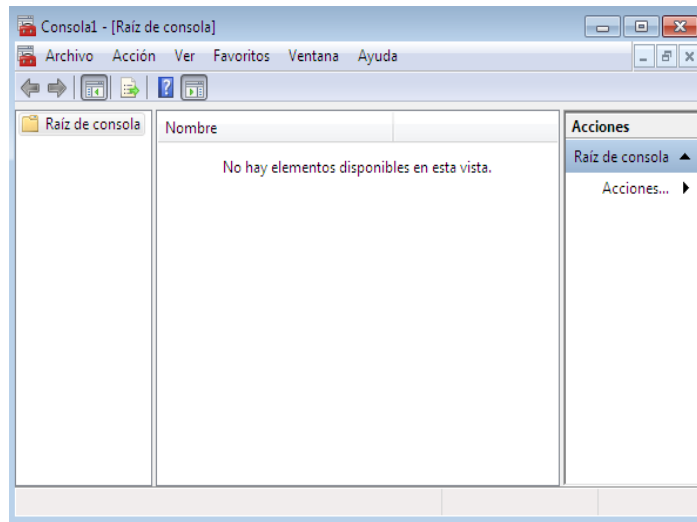 Consola1 - [Raíz de consola]
Archivo Acción Ver Favoritos Ventana Ayuda
Raíz de consola
Nombre
No hay elementos disponibles en esta vista.
Acciones
Raíz de consola
Acciones...